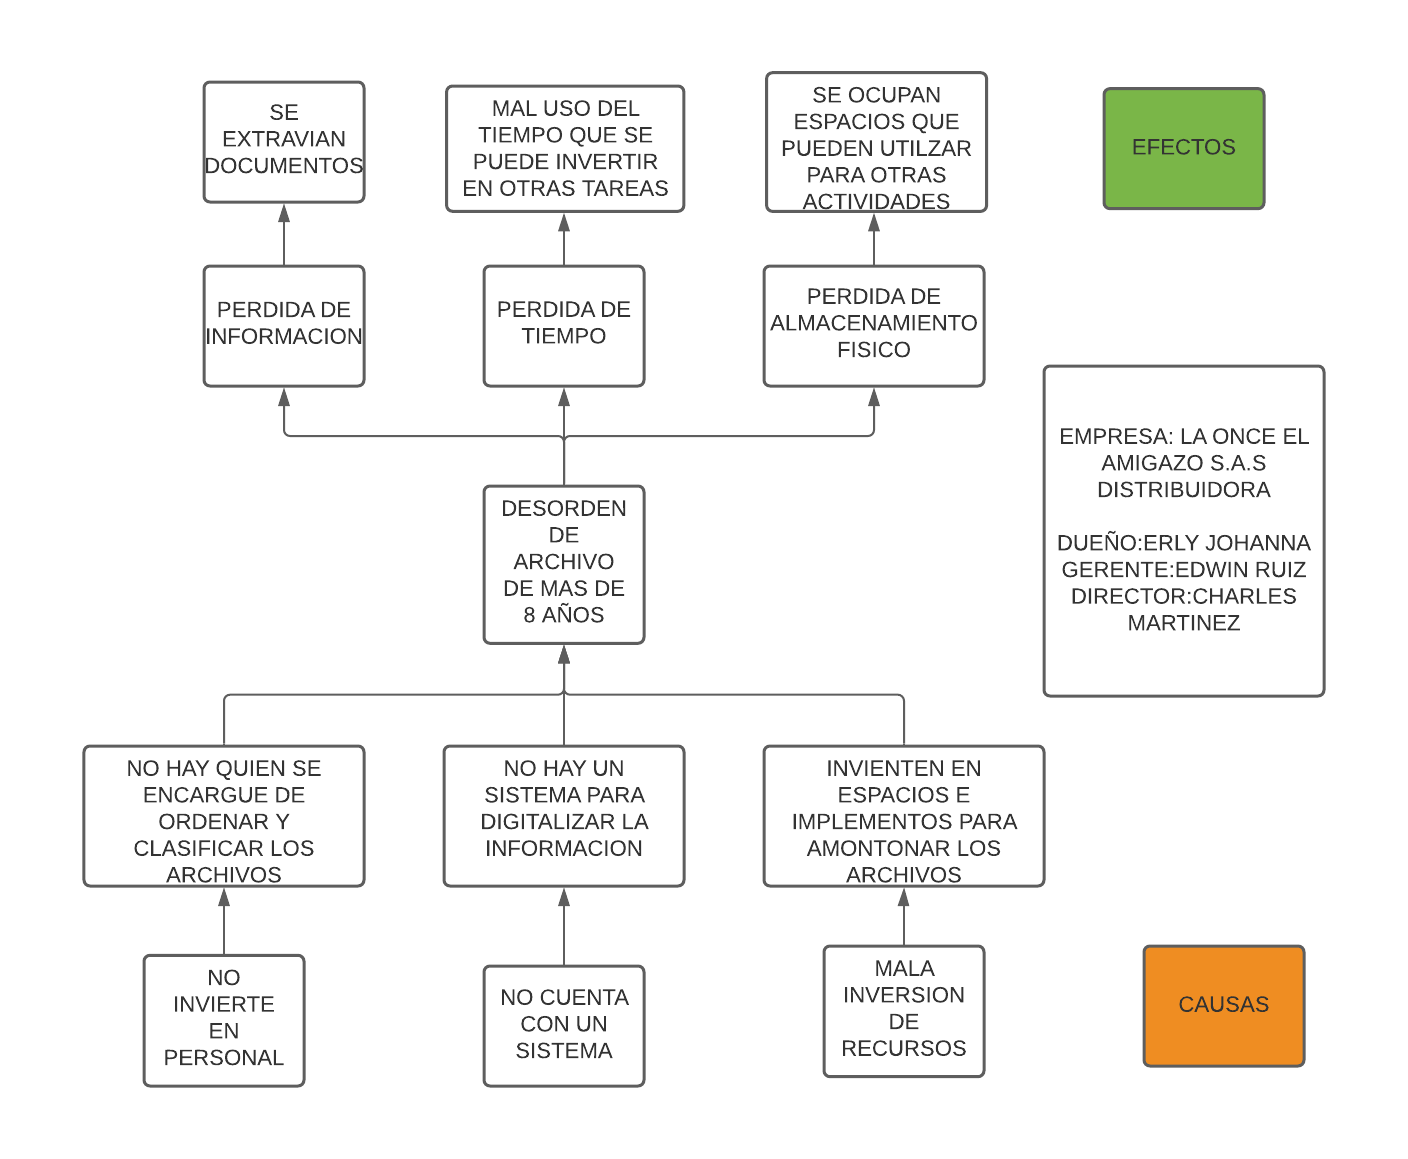 SE
EXTRAVIAN
DOCUMENTOS
MAL USO DEL
TIEMPO QUE SE
PUEDE INVERTIR
EN OTRAS TAREAS
SE OCUPAN
ESPACIOS QUE
PUEDEN UTILZAR
PARA OTRAS
ACTIVIDADES
EFECTOS
PERDIDA DE
INFORMACION
PERDIDA DE
TIEMPO
PERDIDA DE
ALMACENAMIENTO
FISICO
EMPRESA: LA ONCE EL
AMIGAZO S.A.S
DISTRIBUIDORA
DUEÑO:ERLY JOHANNA
GERENTE:EDWIN RUIZ
DIRECTOR:CHARLES
MARTINEZ
DESORDEN
DE
ARCHIVO
DE MAS DE
8 AÑOS
NO HAY QUIEN SE
ENCARGUE DE
ORDENAR Y
CLASIFICAR LOS
ARCHIVOS
NO HAY UN
SISTEMA PARA
DIGITALIZAR LA
INFORMACION
INVIENTEN EN
ESPACIOS E
IMPLEMENTOS PARA
AMONTONAR LOS
ARCHIVOS
NO
INVIERTE
EN
PERSONAL
NO CUENTA
CON UN
SISTEMA
MALA
INVERSION
DE
RECURSOS
CAUSAS